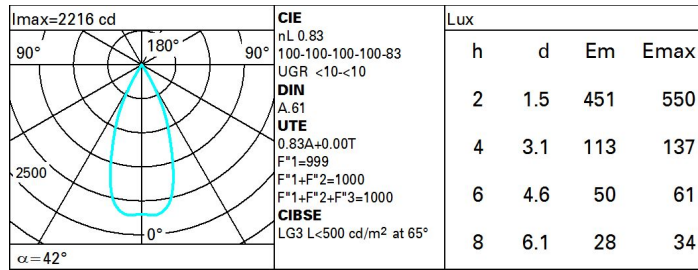 Imax=2216 cd
90°
180°
90°
2500
0°
α=42°
CIE
nL 0.83
100-100-100-100-83
UGR <10-<10
DIN
A.61
UTE
0.83A+0.00T
F"1=999
F"1+F"2=1000
F"1+F"2+F"3=1000
CIBSE
LG3 L<500 cd/m² at 65°
Lux
h d Em Emax
2 1.5 451 550
4 3.1 113 137
6 4.6 50 61
8 6.1 28 34